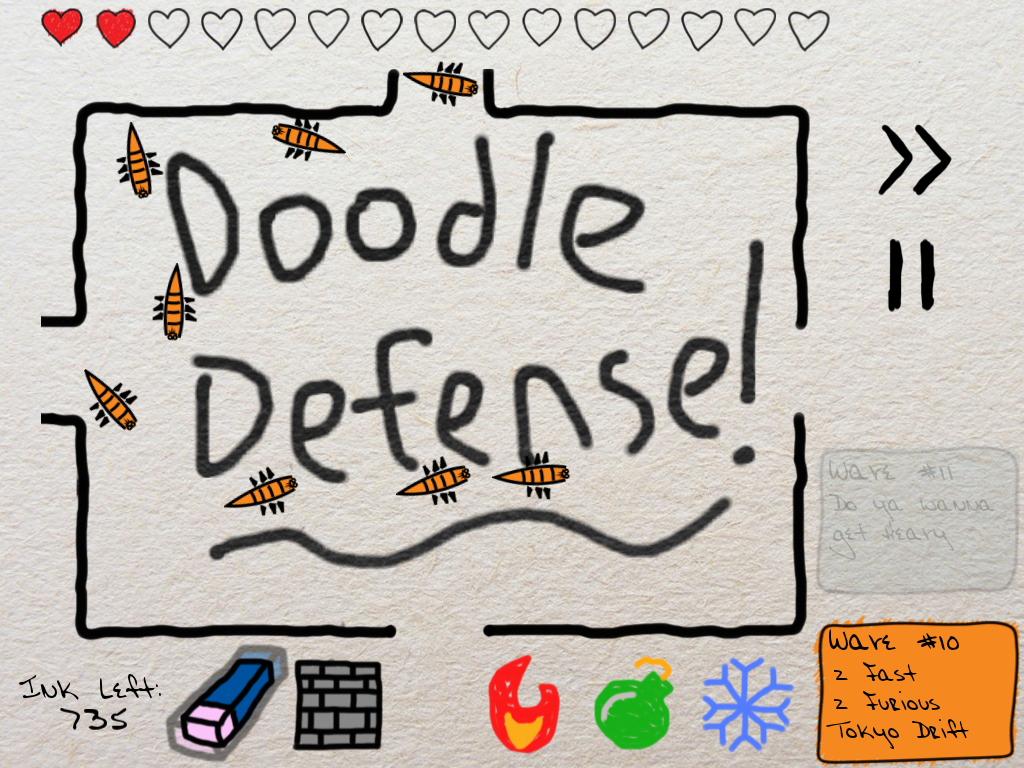 Doodle
Defense!
Wave #11
Do ya wanna
get Heavy
Ink Left:
735
Wave #10
2 Fast
2 Furious
Tokyo Drift